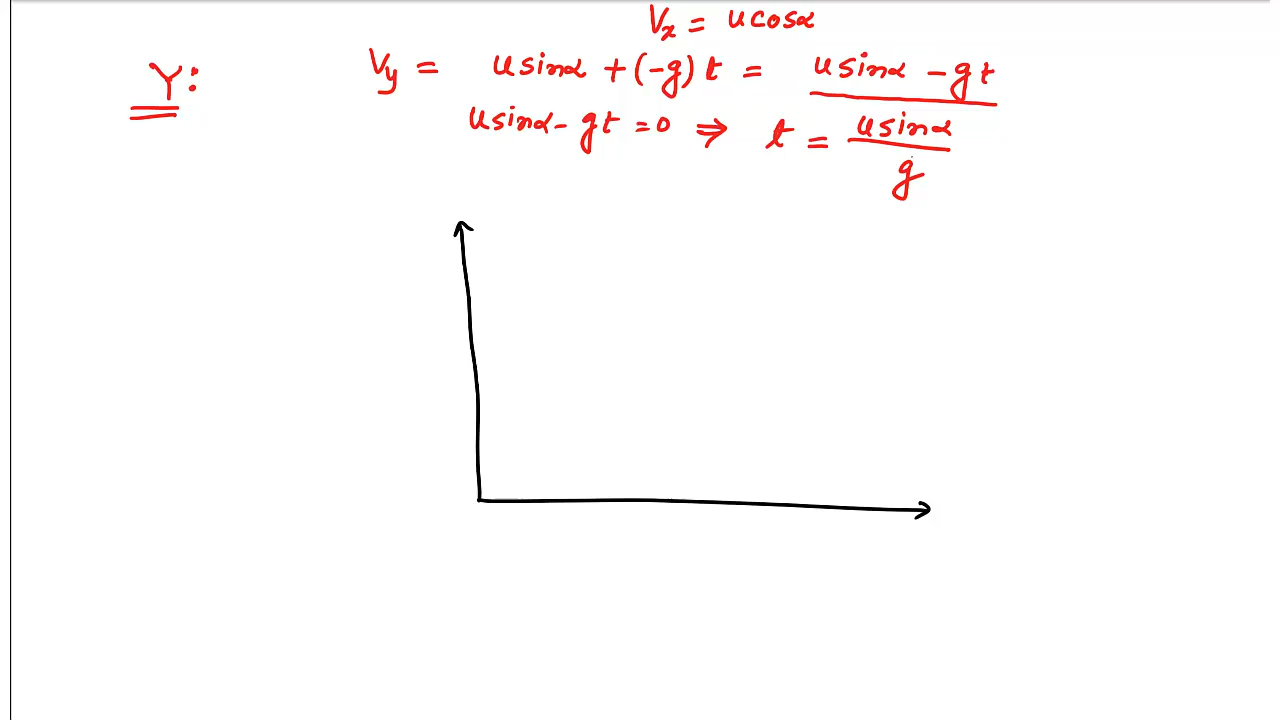 Vx = ucosα
Y: Vy = usinα + (-g) t = usinα - gt
usinα - gt = 0 ⇒ t = usinα / g